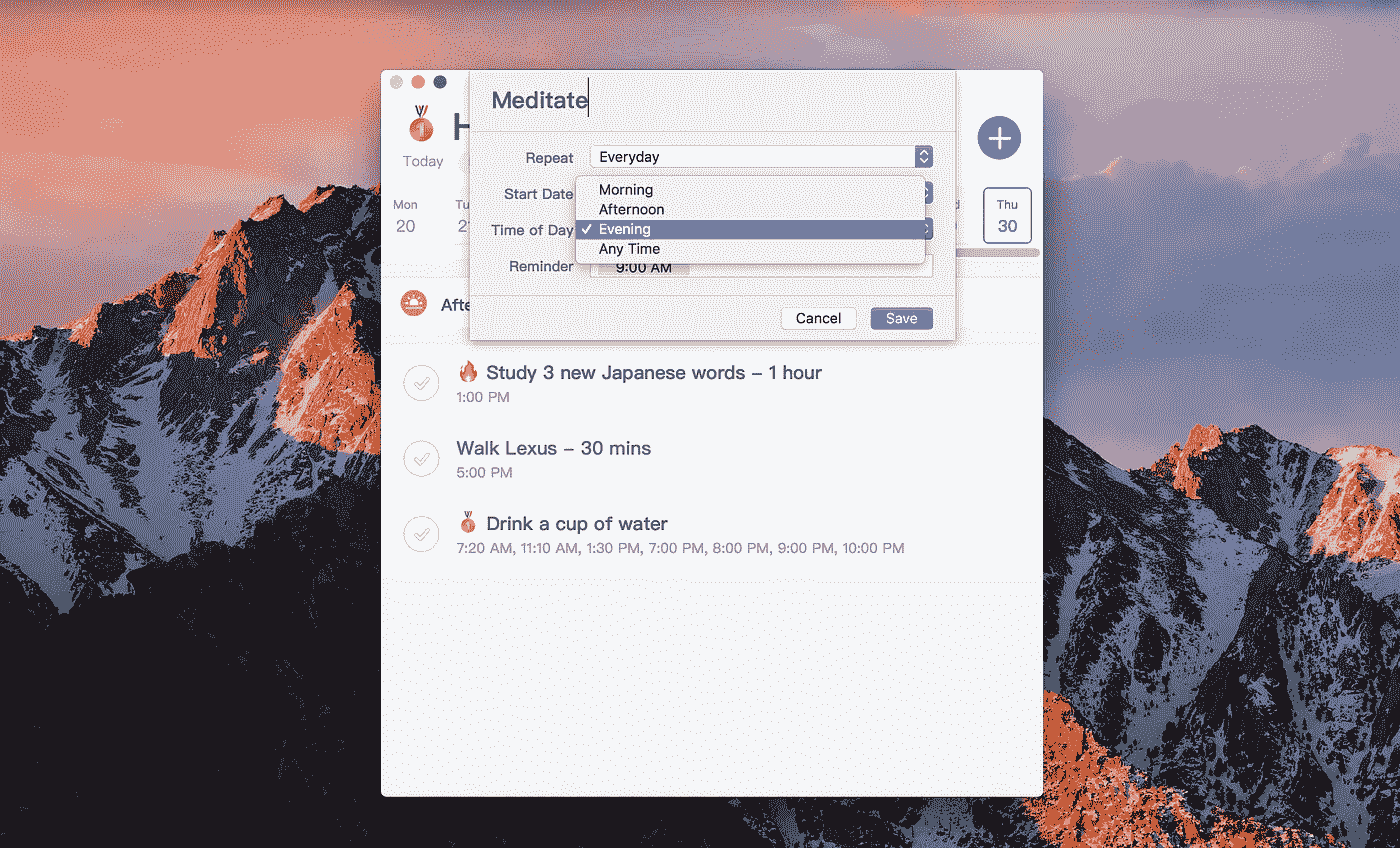 Meditate
H
Today
Repeat Everyday
Mon
20
Tu
2
Start Date
Morning
Afternoon
Time of Day ✓ Evening
Any Time
d
Thu
30
Reminder 9:00 AM
Cancel Save
Afte
Study 3 new Japanese words – 1 hour
1:00 PM
Walk Lexus – 30 mins
5:00 PM
1 Drink a cup of water
7:20 AM, 11:10 AM, 1:30 PM, 7:00 PM, 8:00 PM, 9:00 PM, 10:00 PM